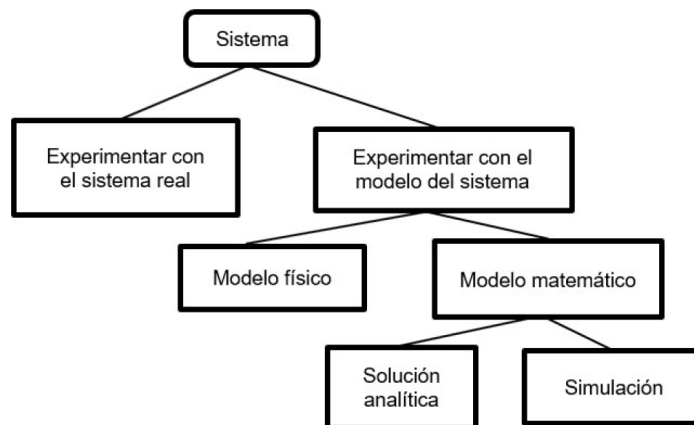 Sistema
Experimentar con
el sistema real
Experimentar con el
modelo del sistema
Modelo físico
Modelo matemático
Solución
analítica
Simulación